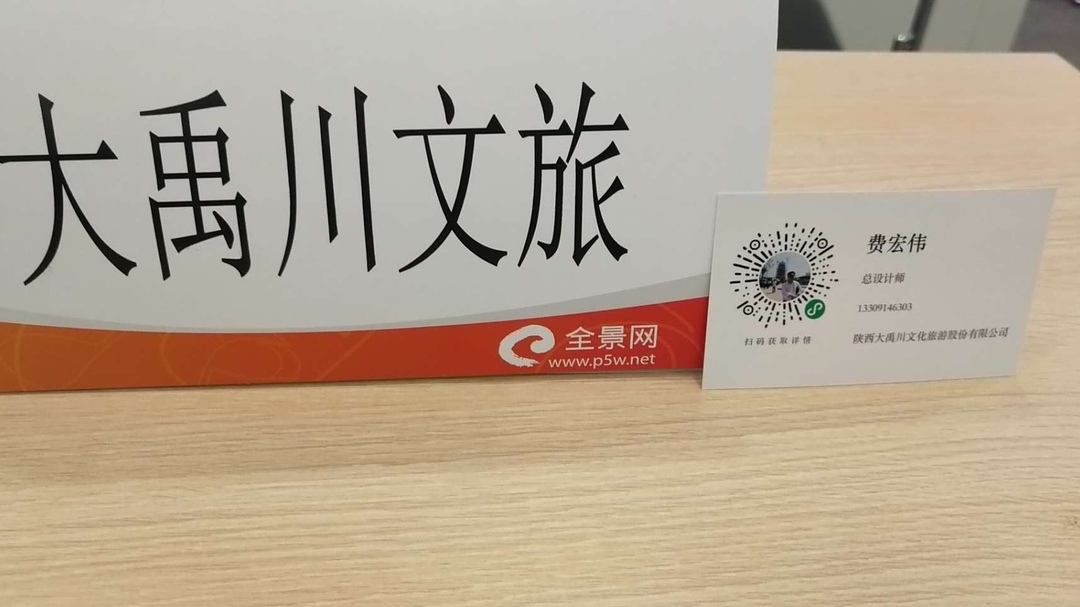 大禹川文旅
全景网
www.p5w.net
费宏伟
总设计师
13309146303
陕西大禹川文化旅游股份有限公司
扫码获取详情